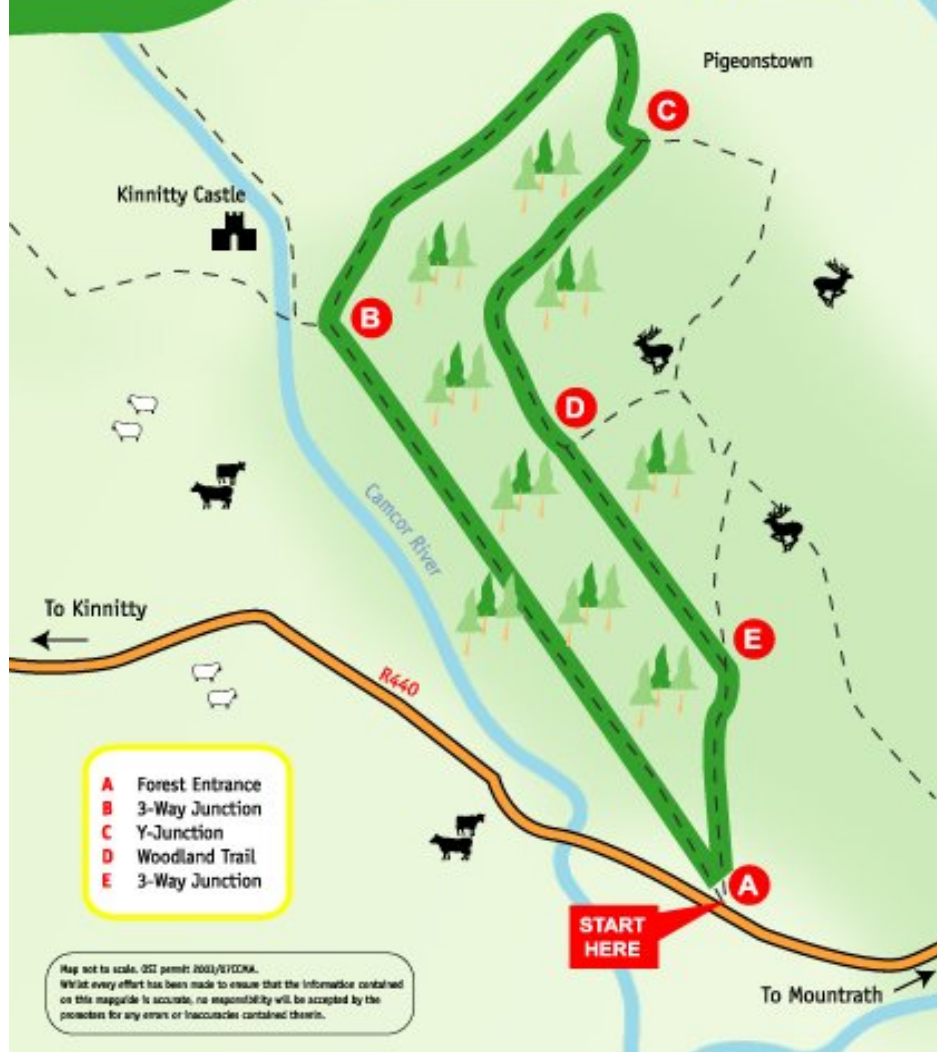 Pigeonstown
C
Kinnitty Castle
B
D
Camcor River
To Kinnitty
E
R440
A Forest Entrance
B 3-Way Junction
C Y-Junction
D Woodland Trail
E 3-Way Junction
A
START
HERE
Map not to scale. OSI permit 2003/07CCMA.
Whilst every effort has been made to ensure that the information contained
on this mapguide is accurate, no responsibility will be accepted by the
promoters for any errors or inaccuracies contained therein.
To Mountrath